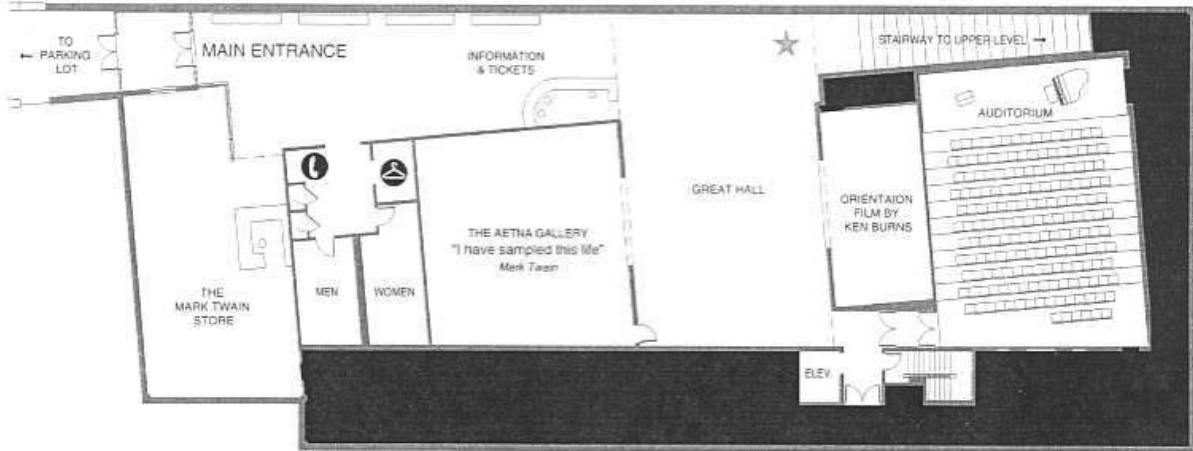 TO
PARKING
← LOT
MAIN ENTRANCE
INFORMATION
& TICKETS
STAIRWAY TO UPPER LEVEL →
AUDITORIUM
GREAT HALL
ORIENTAION
FILM BY
KEN BURNS
THE AETNA GALLERY
"I have sampled this life"
Mark Twain
THE
MARK TWAIN
STORE
MEN
WOMEN
ELEV.